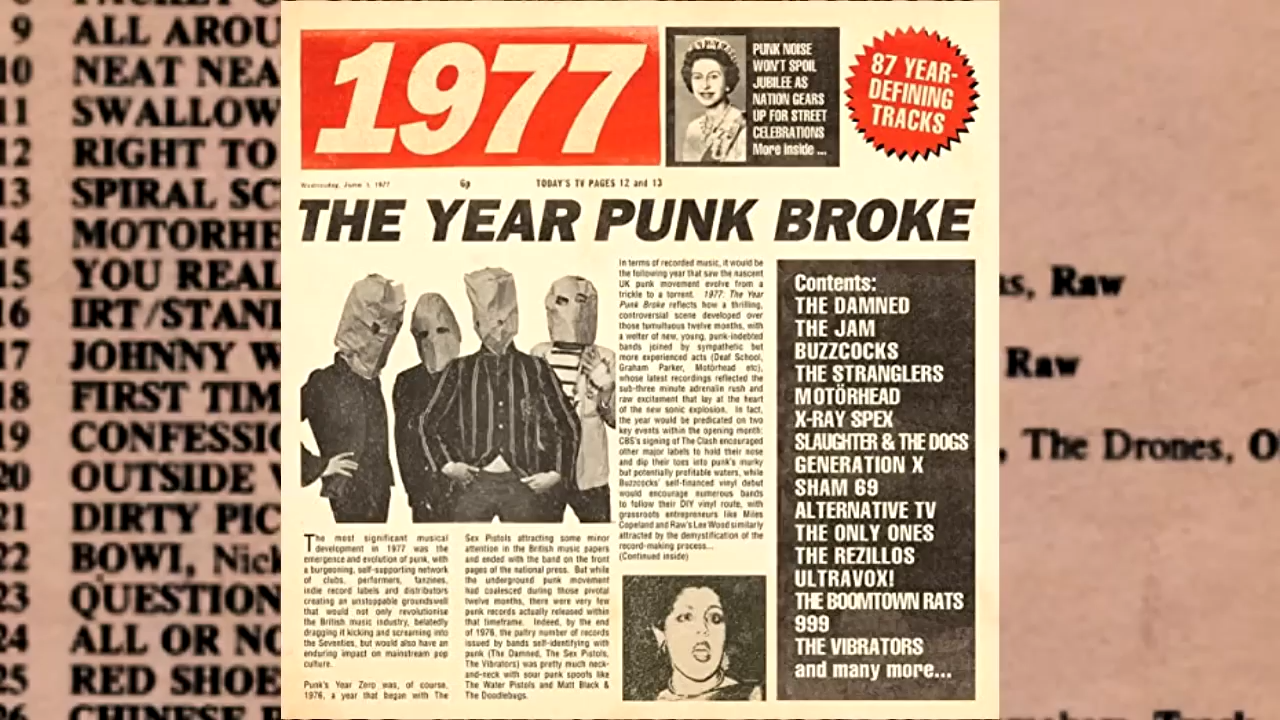 9 ALL AROU
10 NEAT NEA
11 SWALLOW
12 RIGHT TO
13 SPIRAL SC
14 MOTORHE
15 YOU REAL
16 IRT/STAN
17 JOHNNY W
18 FIRST TIM
19 CONFESSI
20 OUTSIDE
21 DIRTY PIC
22 BOWI, Nick
23 QUESTION
24 ALL OR NO
25 RED SHOE
26 CHINESE
1977
PUNK NOISE
WON'T SPOIL
JUBILEE AS
NATION GEARS
UP FOR STREET
CELEBRATIONS
More inside ...
87 YEAR-
DEFINING
TRACKS
Wednesday, June 1, 1977 6p TODAY'S TV PAGES 12 and 13
THE YEAR PUNK BROKE
The most significant musical
development in 1977 was the
emergence and evolution of punk, with
a burgeoning, self-supporting network
of clubs, performers, fanzines,
indie record labels and distributors
creating an unstoppable groundswell
that would not only revolutionise
the British music industry, belatedly
dragging it kicking and screaming into
the Seventies, but would also have an
enduring impact on mainstream pop
culture.
Punk's Year Zero was, of course,
1976, a year that began with The
Sex Pistols attracting some minor
attention in the British music papers
and ended with the band on the front
pages of the national press. But while
the underground punk movement
had coalesced during those pivotal
twelve months, there were very few
punk records actually released within
that timeframe. Indeed, by the end
of 1976, the paltry number of records
issued by bands self-identifying with
punk (The Damned, The Sex Pistols,
The Vibrators) was pretty much neck-
and-neck with sour punk spoofs like
The Water Pistols and Matt Black &
The Doodlebugs.
In terms of recorded music, it would be
the following year that saw the nascent
UK punk movement evolve from a
trickle to a torrent. 1977: The Year
Punk Broke reflects how a thrilling,
controversial scene developed over
those tumultuous twelve months, with
a welter of new, young, punk-indebted
bands joined by sympathetic but
more experienced acts (Deaf School,
Graham Parker, Motörhead etc),
whose latest recordings reflected the
sub-three minute adrenalin rush and
raw excitement that lay at the heart
of the new sonic explosion. In fact,
the year would be predicated on two
key events within the opening month:
CBS's signing of The Clash encouraged
other major labels to hold their nose
and dip their toes into punk's murky
but potentially profitable waters, while
Buzzcocks' self-financed vinyl debut
would encourage numerous bands
to follow their DIY vinyl route, with
grassroots entrepreneurs like Miles
Copeland and Raw's Lee Wood similarly
attracted by the demystification of the
record-making process...
(Continued inside)
Contents:
THE DAMNED
THE JAM
BUZZCOCKS
THE STRANGLERS
MOTÖRHEAD
X-RAY SPEX
SLAUGHTER & THE DOGS
GENERATION X
SHAM 69
ALTERNATIVE TV
THE ONLY ONES
THE REZILLOS
ULTRAVOX!
THE BOOMTOWN RATS
999
THE VIBRATORS
and many more...
s, Raw
Raw
, The Drones, O